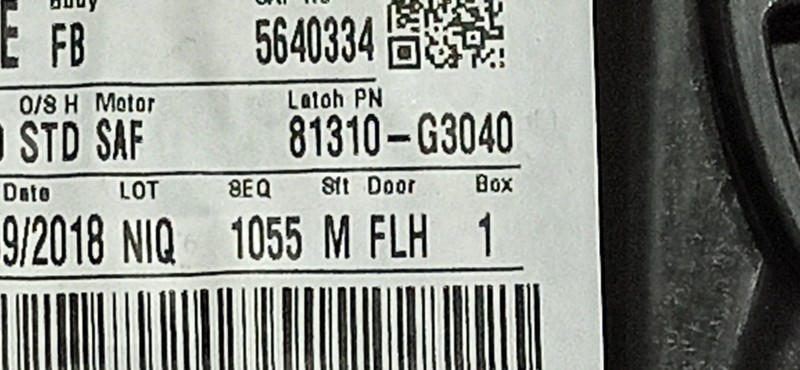 Body
E FB 5640334
O/S H Motor Latch PN
STD SAF 81310-G3040
Date LOT SEQ Sft Door Box
9/2018 NIQ 1055 M FLH 1